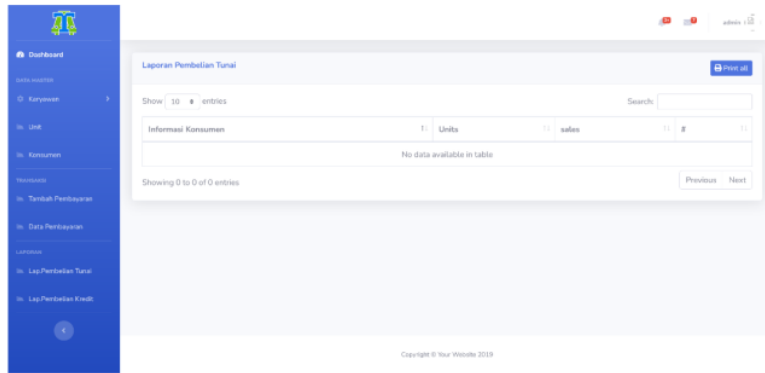 admin
Dashboard
DATA MASTER
Karyawan
Unit
Konsumen
TRANSAKSI
Tambah Pembayaran
Data Pembayaran
LAPORAN
Lap.Pembelian Tunai
Lap.Pembelian Kredit
Laporan Pembelian Tunai
Print all
Show 10 entries
Search:
Informasi Konsumen Units sales #
No data available in table
Showing 0 to 0 of 0 entries
Previous Next
Copyright © Your Website 2019